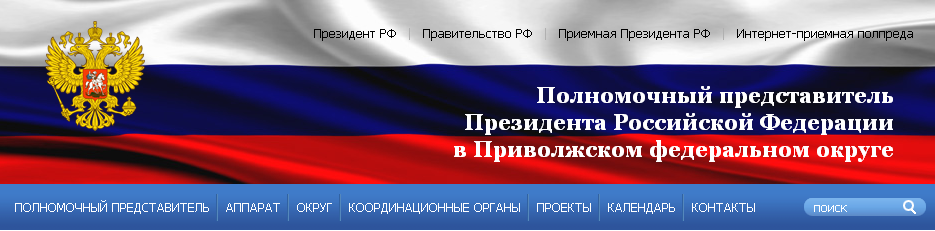 Президент РФ | Правительство РФ | Приемная Президента РФ | Интернет-приемная полпреда
Полномочный представитель
Президента Российской Федерации
в Приволжском федеральном округе
ПОЛНОМОЧНЫЙ ПРЕДСТАВИТЕЛЬ | АППАРАТ | ОКРУГ | КООРДИНАЦИОННЫЕ ОРГАНЫ | ПРОЕКТЫ | КАЛЕНДАРЬ | КОНТАКТЫ поиск